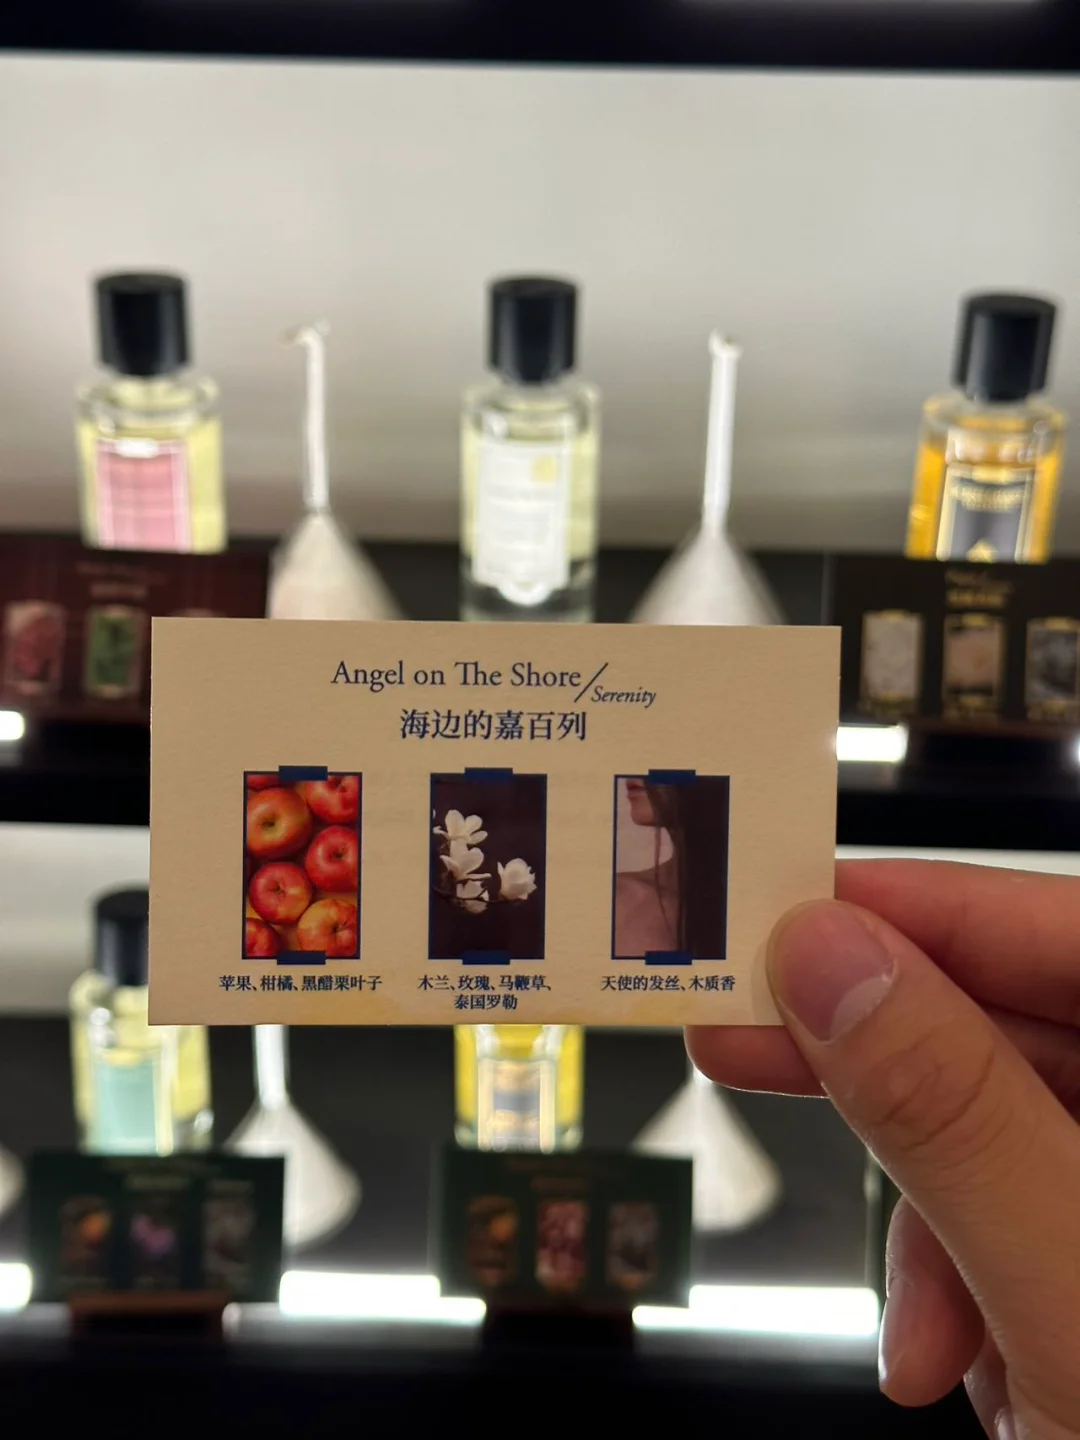 Angel on The Shore/Serenity
海边的嘉百列
苹果、柑橘、黑醋栗叶子
木兰、玫瑰、马鞭草、
泰国罗勒
天使的发丝、木质香